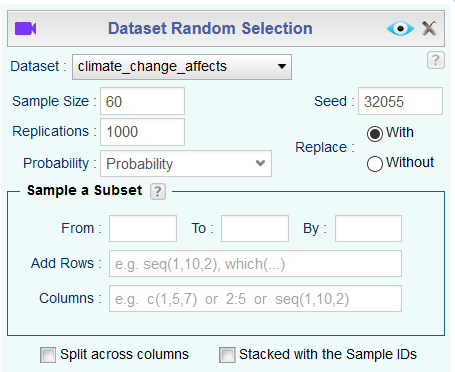 Dataset Random Selection
Dataset : climate_change_affects ?
Sample Size : 60 Seed : 32055
Replications : 1000 Replace : With
Probability : Probability Without
Sample a Subset ?
From : To : By :
Add Rows : e.g. seq(1,10,2), which(...)
Columns : e.g. c(1,5,7) or 2:5 or seq(1,10,2)
Split across columns Stacked with the Sample IDs